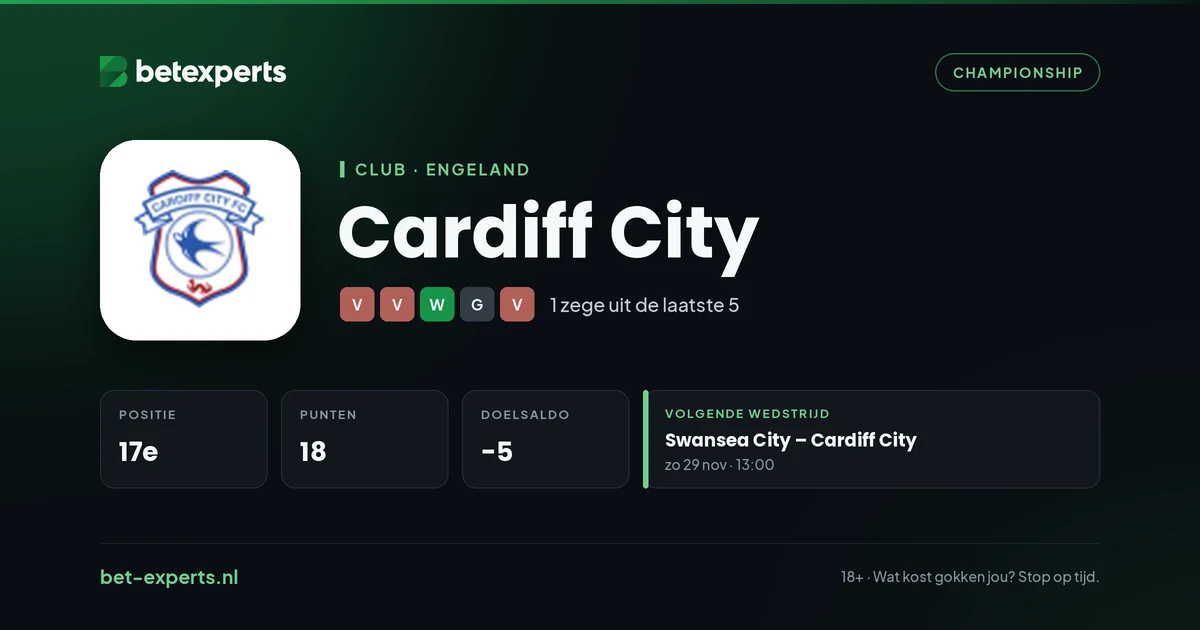 betexperts
CHAMPIONSHIP
CARDIFF CITY FC
CLUB · ENGELAND
Cardiff City
V V W G V 1 zege uit de laatste 5
POSITIE
17e
PUNTEN
18
DOELSALDO
-5
VOLGENDE WEDSTRIJD
Swansea City – Cardiff City
zo 29 nov · 13:00
bet-experts.nl
18+ · Wat kost gokken jou? Stop op tijd.